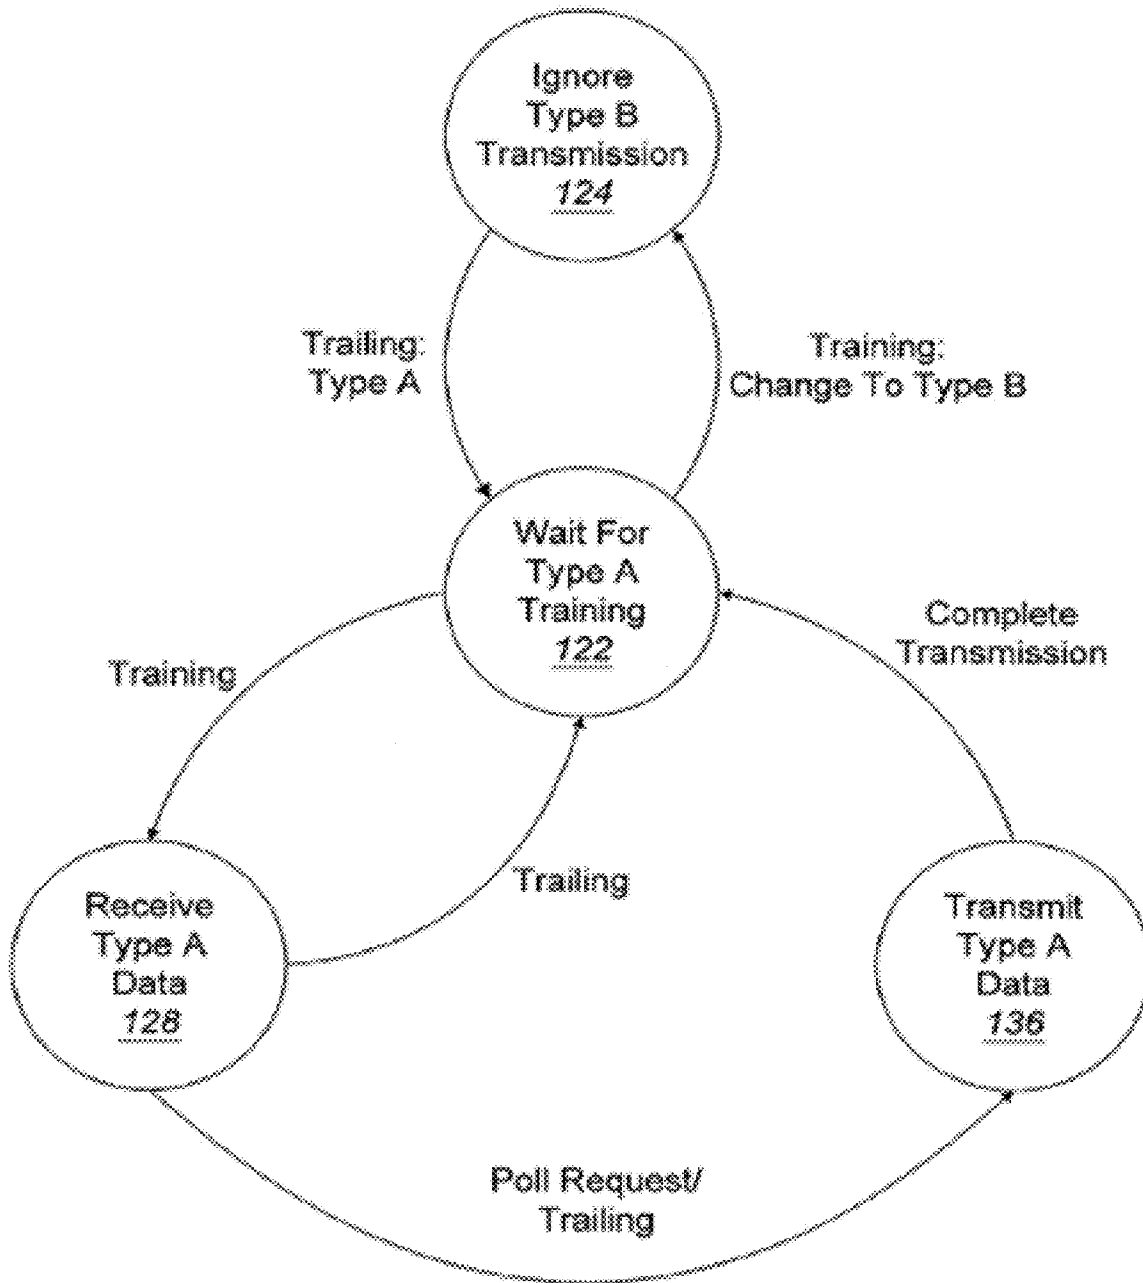 Ignore
Type B
Transmission
124
Trailing:
Type A
Training:
Change To Type B
Wait For
Type A
Training
122
Complete
Transmission
Training
Trailing
Receive
Type A
Data
128
Transmit
Type A
Data
136
Poll Request/
Trailing